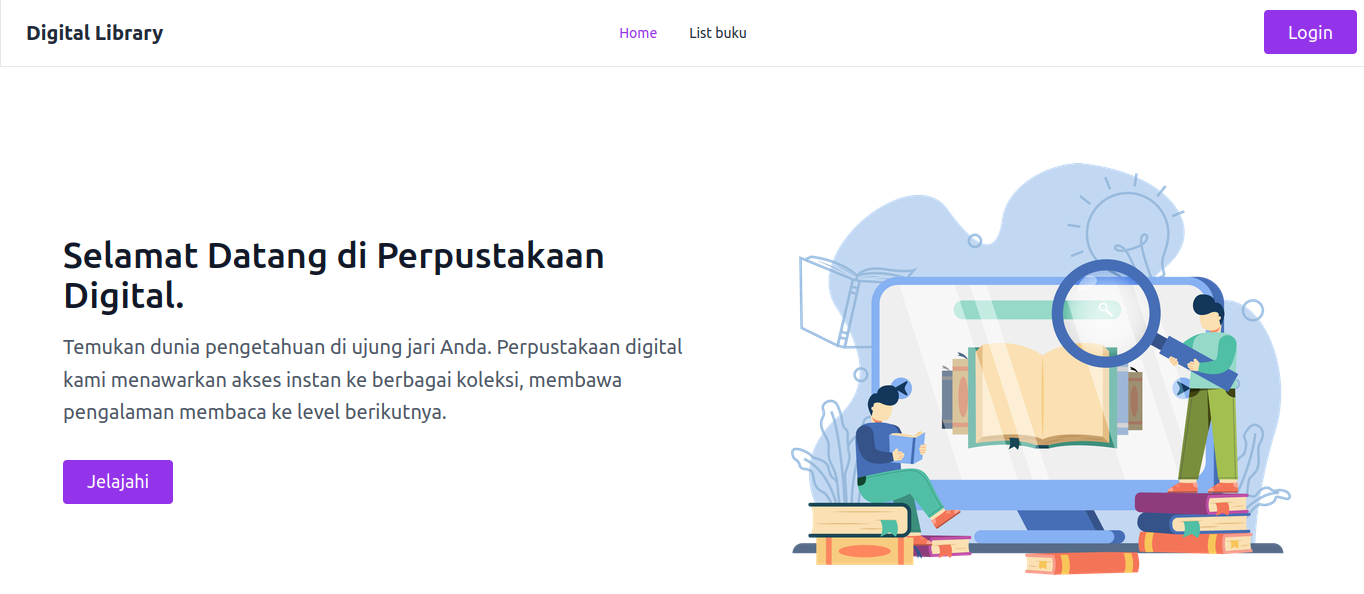 Digital Library
Home
List buku
Login
Selamat Datang di Perpustakaan
Digital.
Temukan dunia pengetahuan di ujung jari Anda. Perpustakaan digital
kami menawarkan akses instan ke berbagai koleksi, membawa
pengalaman membaca ke level berikutnya.
Jelajahi